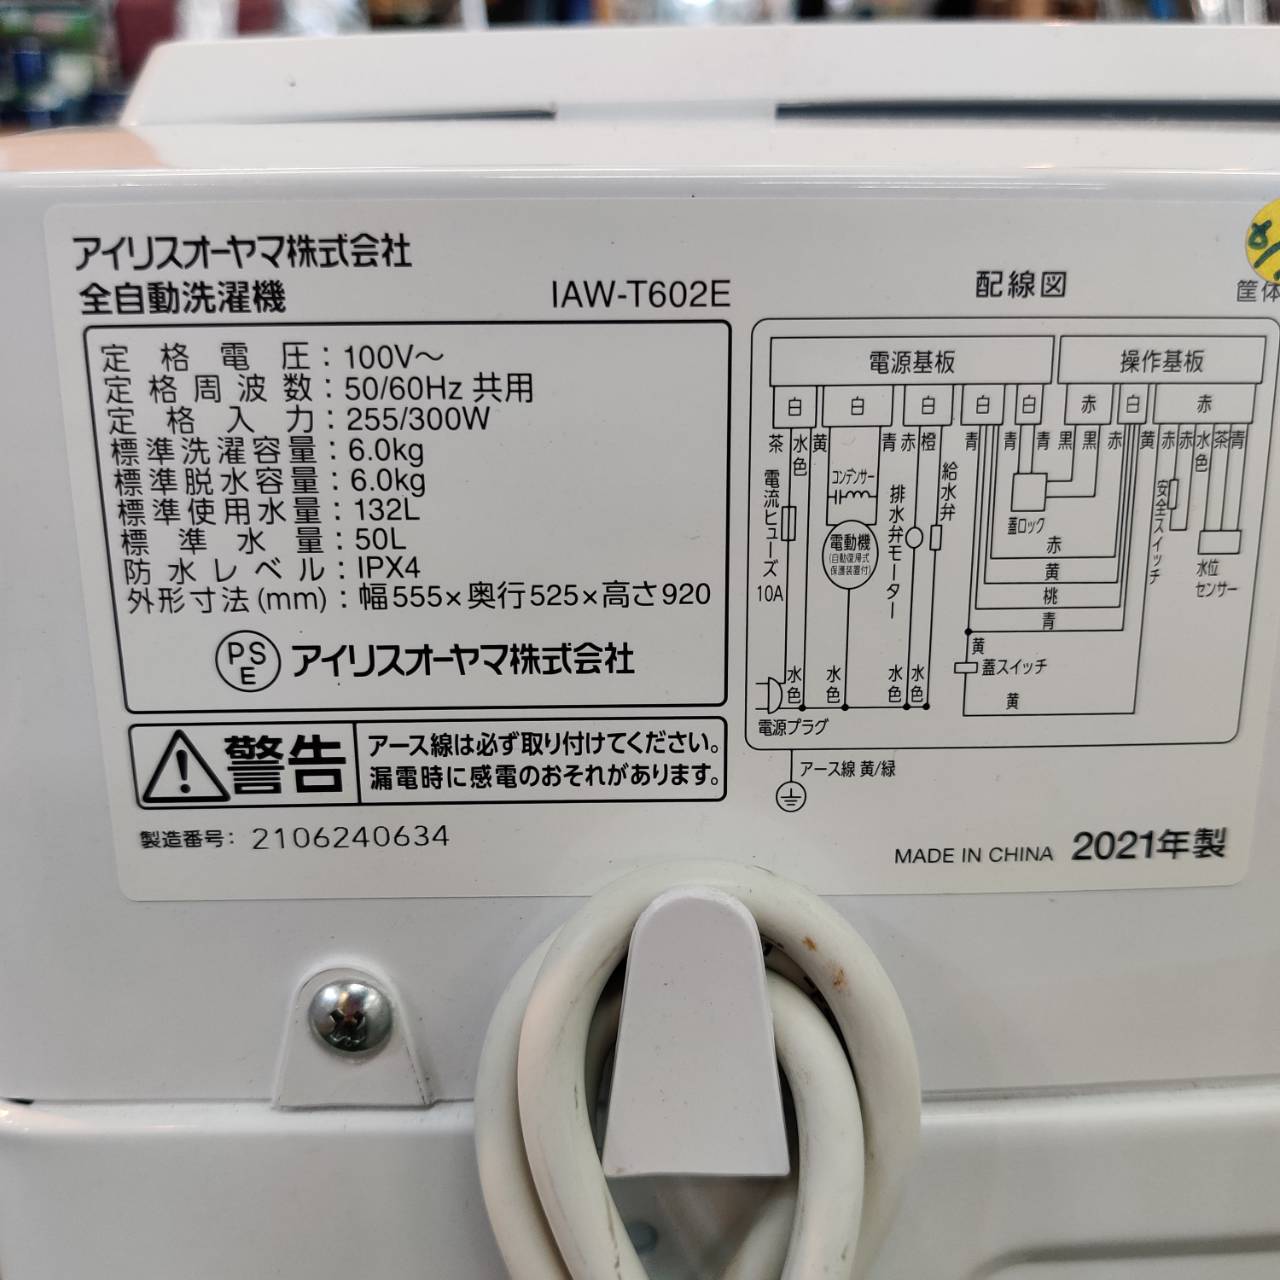 アイリスオーヤマ株式会社
全自動洗濯機 IAW-T602E
定格電圧：100V～
定格周波数：50/60Hz 共用
定格入力：255/300W
標準洗濯容量：6.0kg
標準脱水容量：6.0kg
標準使用水量：132L
標準水量：50L
防水レベル：IPX4
外形寸法(mm)：幅555×奥行525×高さ920
PS
E
アイリスオーヤマ株式会社
警告
アース線は必ず取り付けてください。
漏電時に感電のおそれがあります。
製造番号: 2106240634
配線図
筐体
電源基板 操作基板
白 白 白 白 白 赤 白 赤
茶 水色 黄 青 赤 橙 青 青 青 黒 黒 赤 黄 赤 赤 水色 茶 青
電流ヒューズ
10A
コンデンサー
電動機
(自動復帰式
保護装置付)
排水弁モーター
給水弁
蓋ロック
安全スイッチ
水位
センサー
赤
黄
桃
青
黄
蓋スイッチ
黄
水色 水色 水色 水色
電源プラグ
アース線 黄/緑
MADE IN CHINA 2021年製